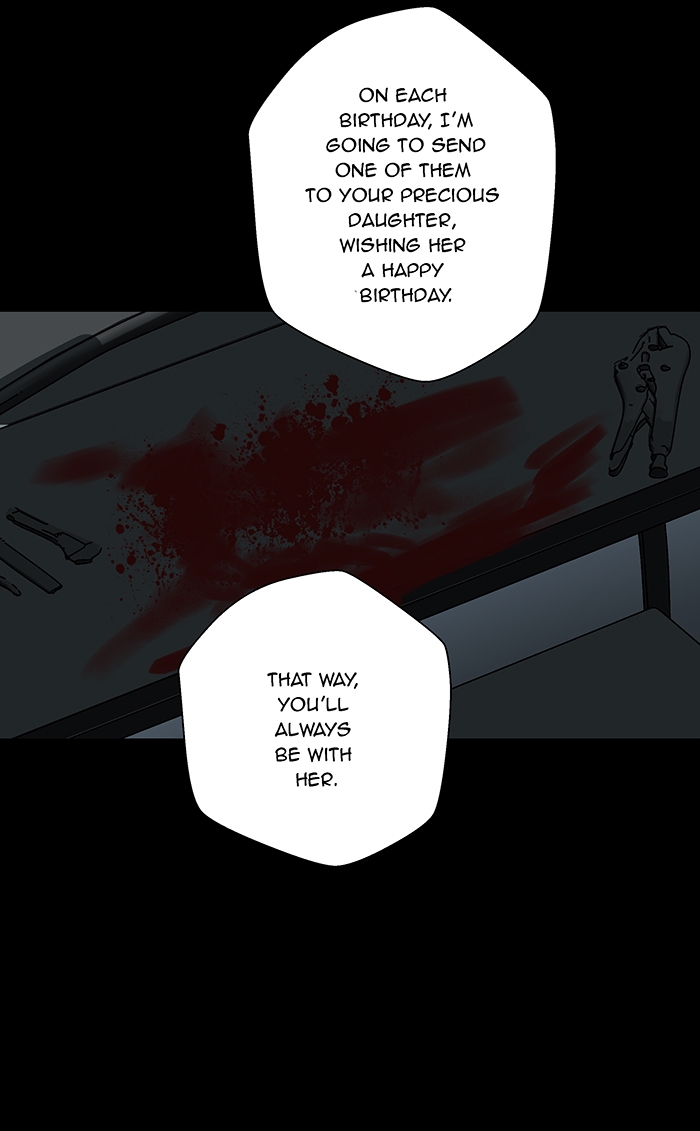 ON EACH
BIRTHDAY, I'M
GOING TO SEND
ONE OF THEM
TO YOUR PRECIOUS
DAUGHTER,
WISHING HER
A HAPPY
BIRTHDAY.
THAT WAY,
YOU'LL
ALWAYS
BE WITH
HER.